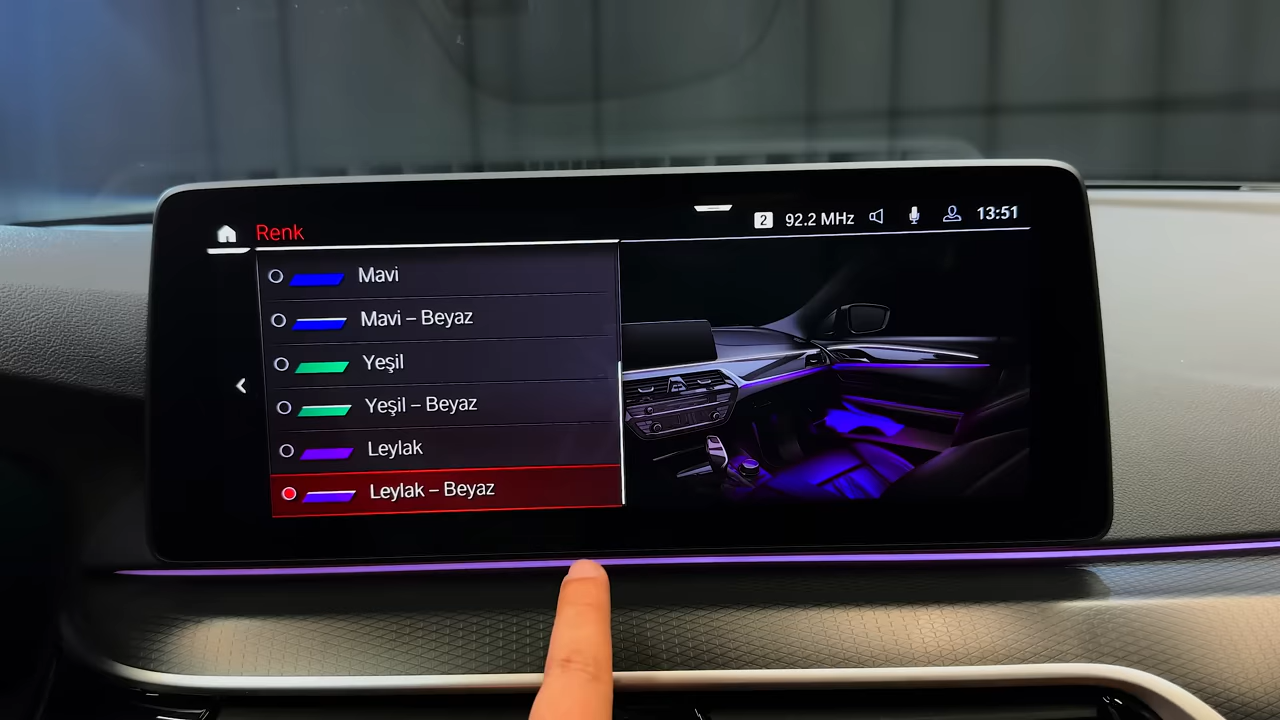 Renk
2 92.2 MHz 13:51
Mavi
Mavi – Beyaz
Yeşil
Yeşil – Beyaz
Leylak
Leylak – Beyaz